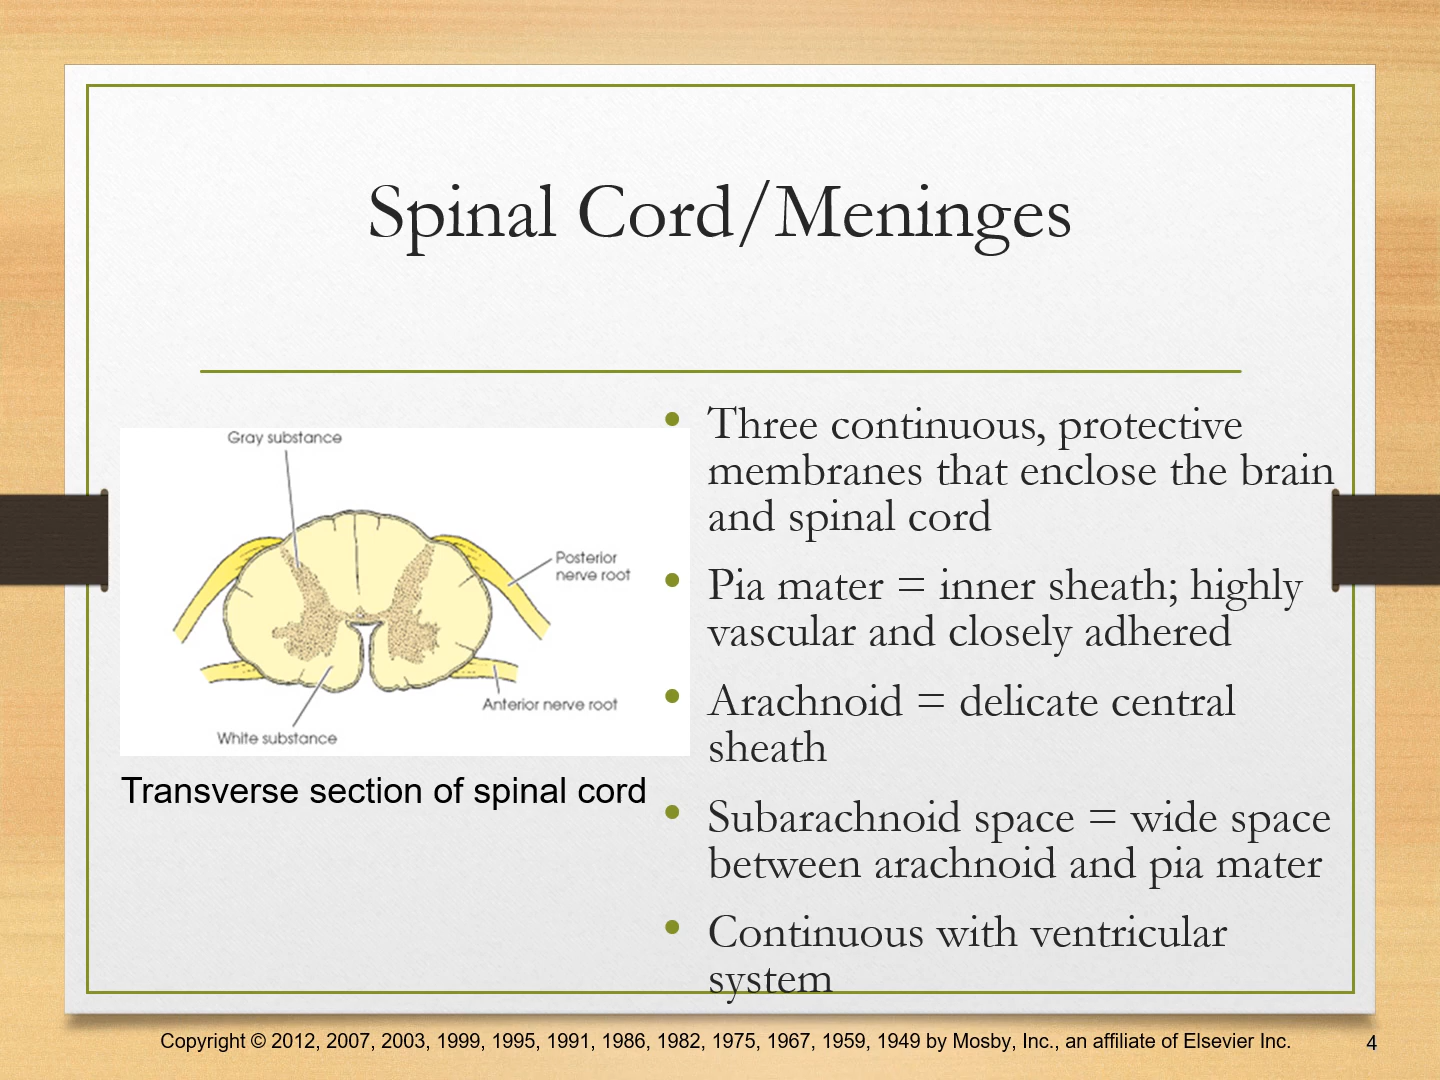 Spinal Cord/Meninges
Gray substance
Posterior
nerve root
Anterior nerve root
White substance
Transverse section of spinal cord
• Three continuous, protective
membranes that enclose the brain
and spinal cord
• Pia mater = inner sheath; highly
vascular and closely adhered
• Arachnoid = delicate central
sheath
• Subarachnoid space = wide space
between arachnoid and pia mater
• Continuous with ventricular
system
Copyright © 2012, 2007, 2003, 1999, 1995, 1991, 1986, 1982, 1975, 1967, 1959, 1949 by Mosby, Inc., an affiliate of Elsevier Inc.
4